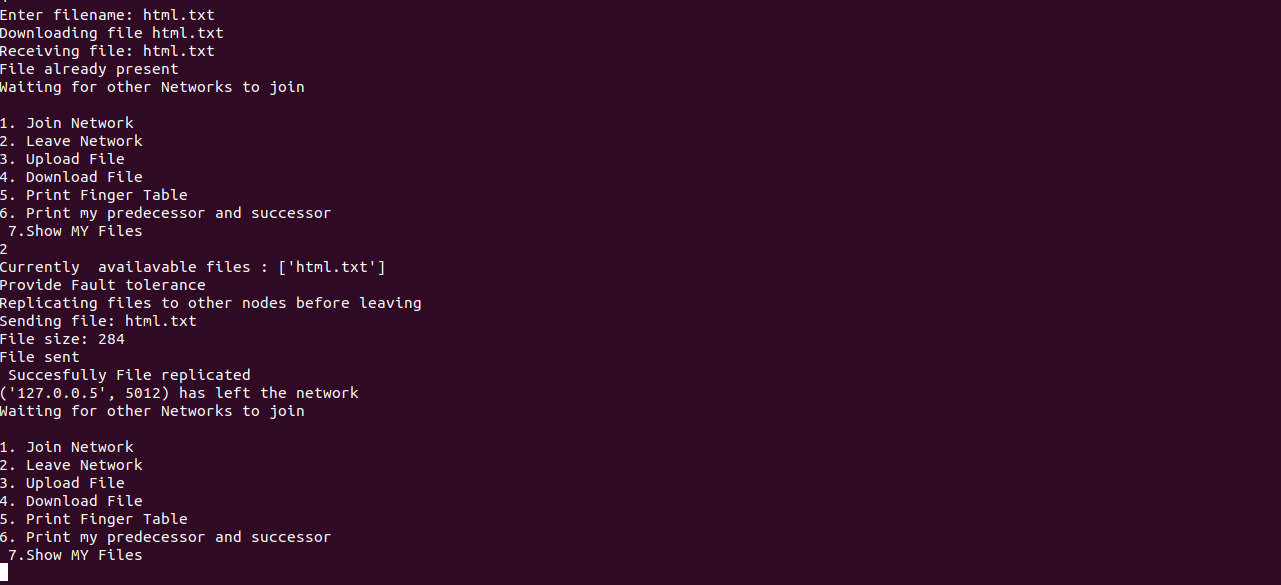 Enter filename: html.txt
Downloading file html.txt
Receiving file: html.txt
File already present
Waiting for other Networks to join
1. Join Network
2. Leave Network
3. Upload File
4. Download File
5. Print Finger Table
6. Print my predecessor and successor
7.Show MY Files
2
Currently  availavable files : ['html.txt']
Provide Fault tolerance
Replicating files to other nodes before leaving
Sending file: html.txt
File size: 284
File sent
Succesfully File replicated
('127.0.0.5', 5012) has left the network
Waiting for other Networks to join
1. Join Network
2. Leave Network
3. Upload File
4. Download File
5. Print Finger Table
6. Print my predecessor and successor
7.Show MY Files